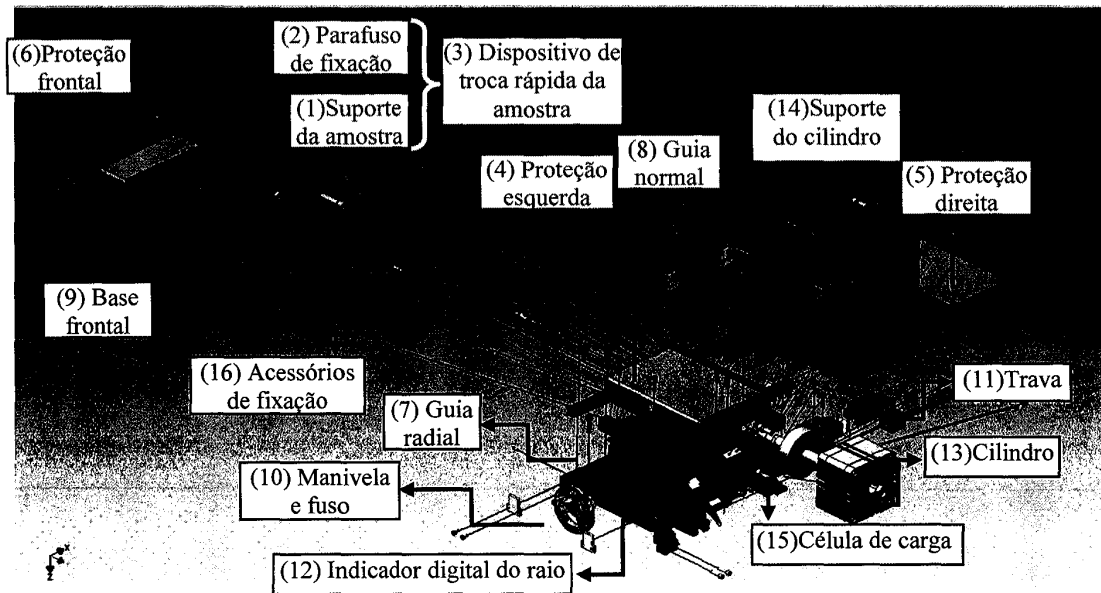 (2) Parafuso
de fixação
(1)Suporte
da amostra
(3) Dispositivo de
troca rápida da
amostra
(6)Proteção
frontal
(14)Suporte
do cilindro
(8) Guia
normal
(4) Proteção
esquerda
(5) Proteção
direita
(9) Base
frontal
(16) Acessórios
de fixação
(11)Trava
(7) Guia
radial
(13)Cilindro
(10) Manivela
e fuso
(15)Célula de carga
(12) Indicador digital do raio
x
z